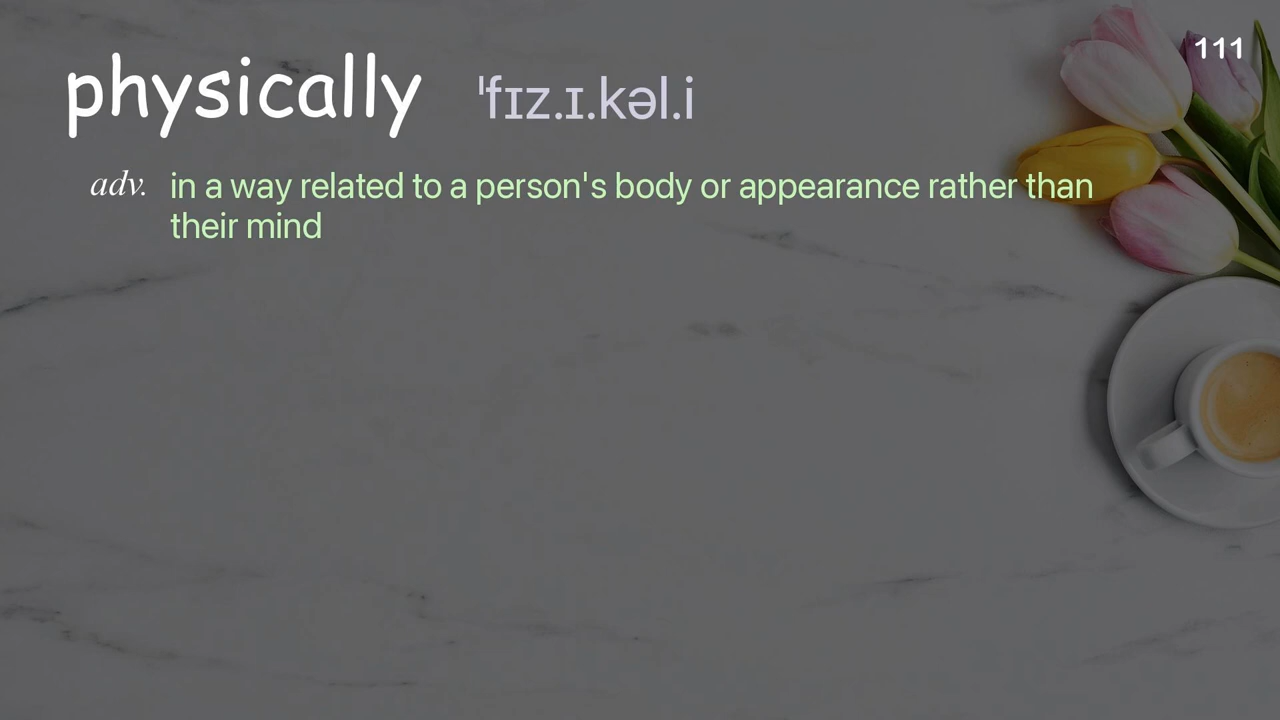 111
physically ˈfɪz.ɪ.kəl.i
adv. in a way related to a person's body or appearance rather than
their mind